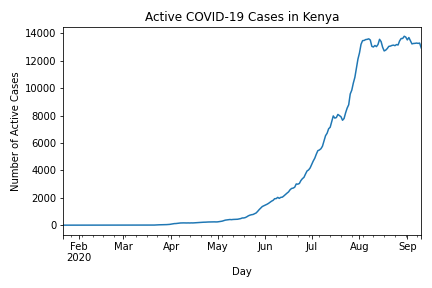 Active COVID-19 Cases in Kenya
Number of Active Cases
14000
12000
10000
8000
6000
4000
2000
0
Feb Mar Apr May Jun Jul Aug Sep
2020
Day